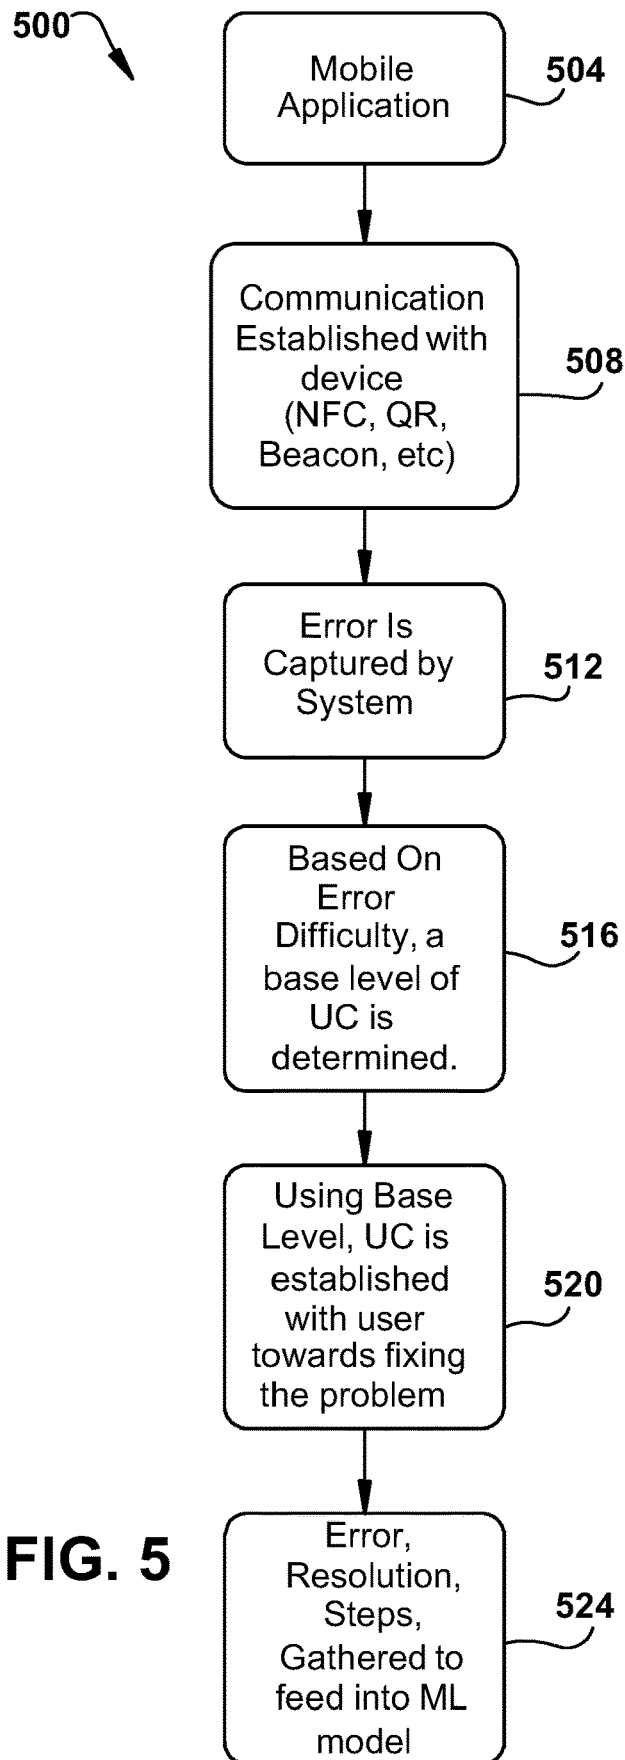 500
Mobile
Application
504
Communication
Established with
device
(NFC, QR,
Beacon, etc)
508
Error Is
Captured by
System
512
Based On
Error
Difficulty, a
base level of
UC is
determined.
516
Using Base
Level, UC is
established
with user
towards fixing
the problem
520
Error,
Resolution,
Steps,
Gathered to
feed into ML
model
524
FIG. 5